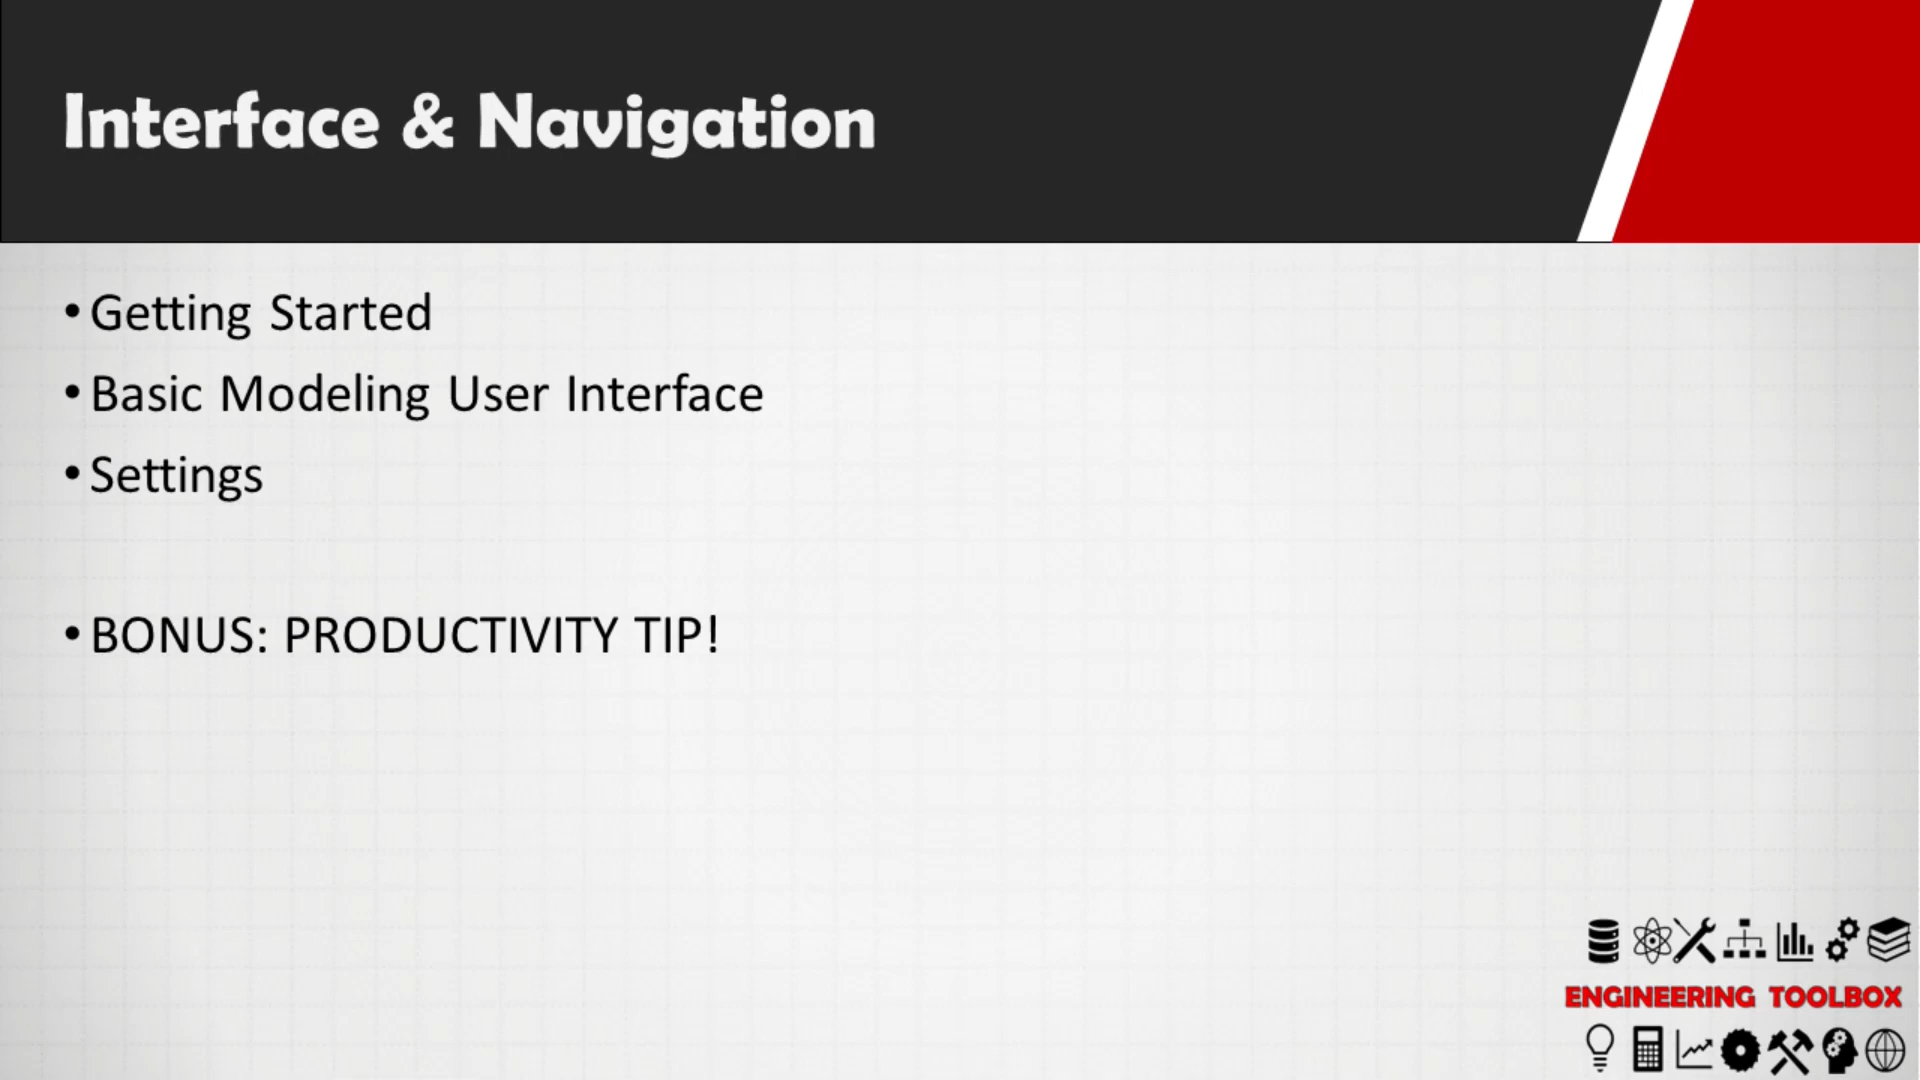 Interface & Navigation
• Getting Started
• Basic Modeling User Interface
• Settings
• BONUS: PRODUCTIVITY TIP!
ENGINEERING TOOLBOX